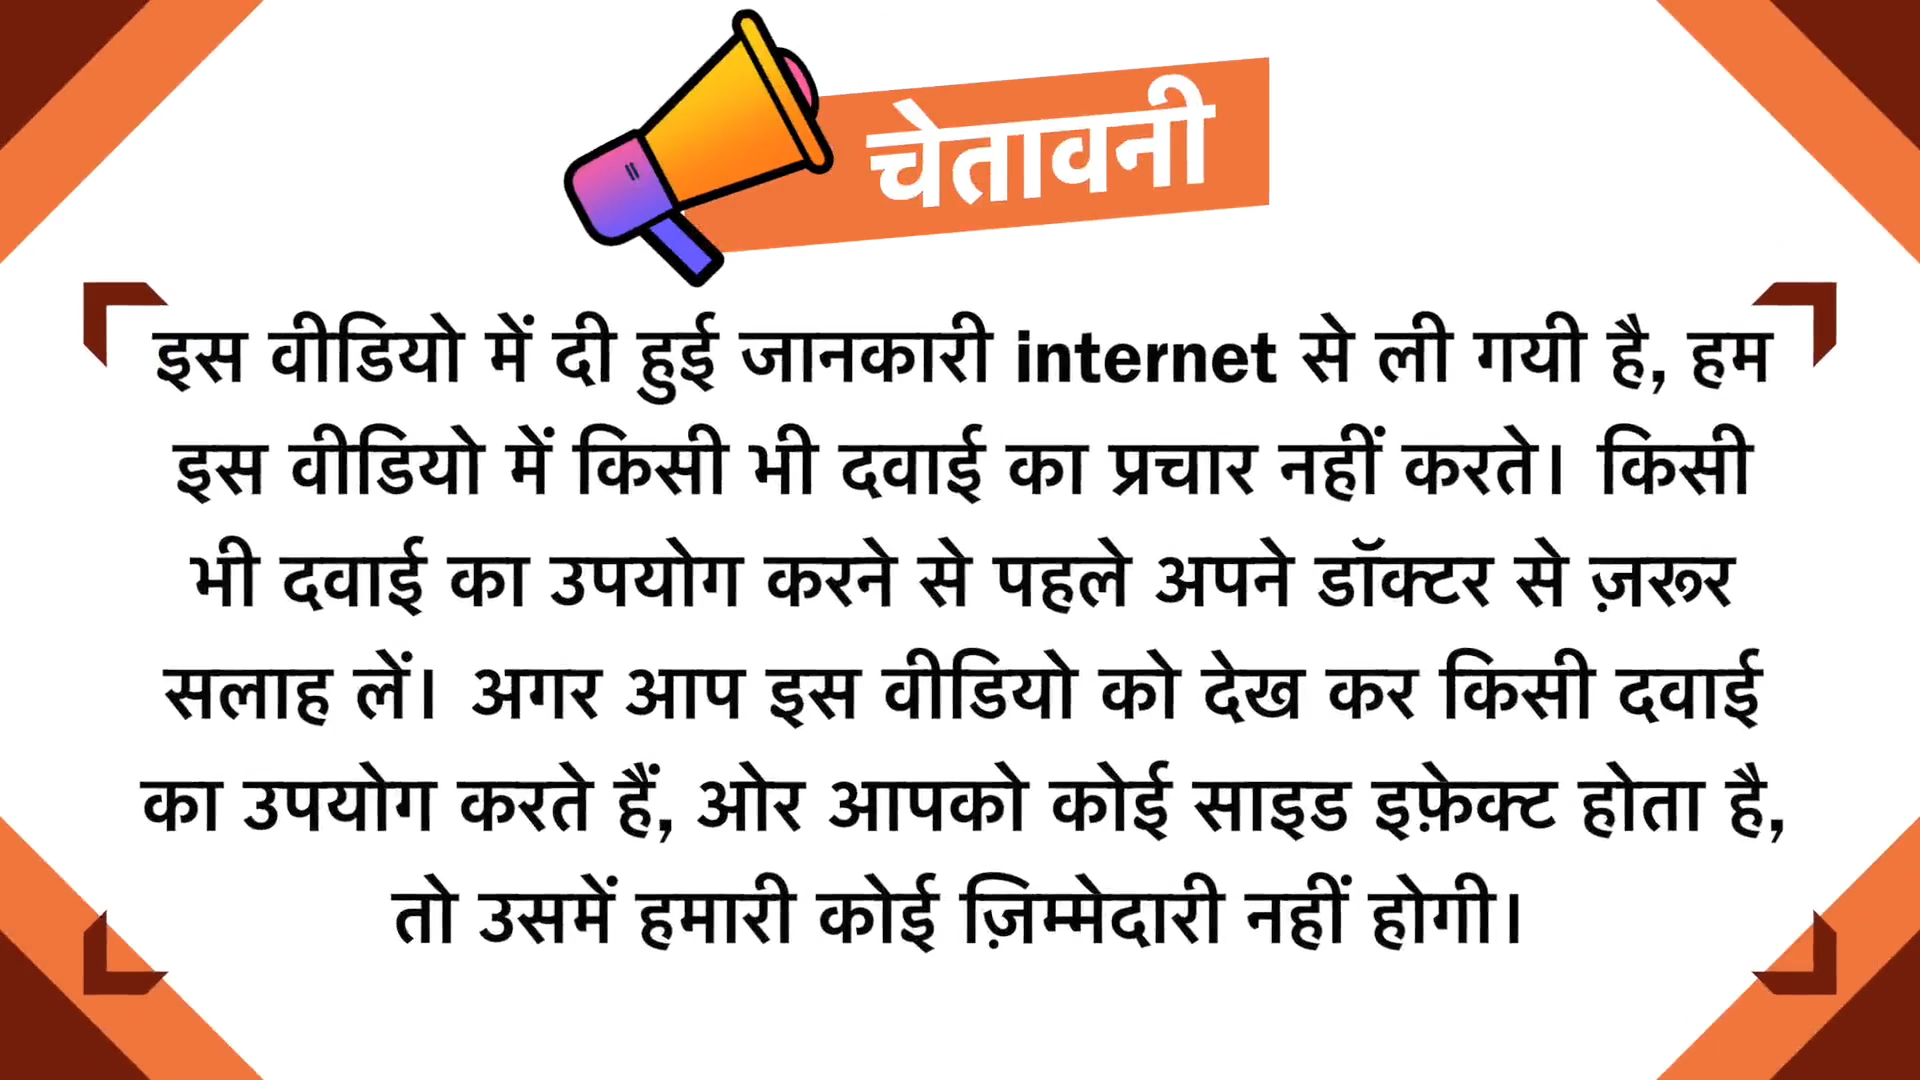 चेतावनी
इस वीडियो में दी हुई जानकारी internet से ली गयी है, हम
इस वीडियो में किसी भी दवाई का प्रचार नहीं करते। किसी
भी दवाई का उपयोग करने से पहले अपने डॉक्टर से ज़रूर
सलाह लें। अगर आप इस वीडियो को देख कर किसी दवाई
का उपयोग करते हैं, ओर आपको कोई साइड इफ़ेक्ट होता है,
तो उसमें हमारी कोई ज़िम्मेदारी नहीं होगी।